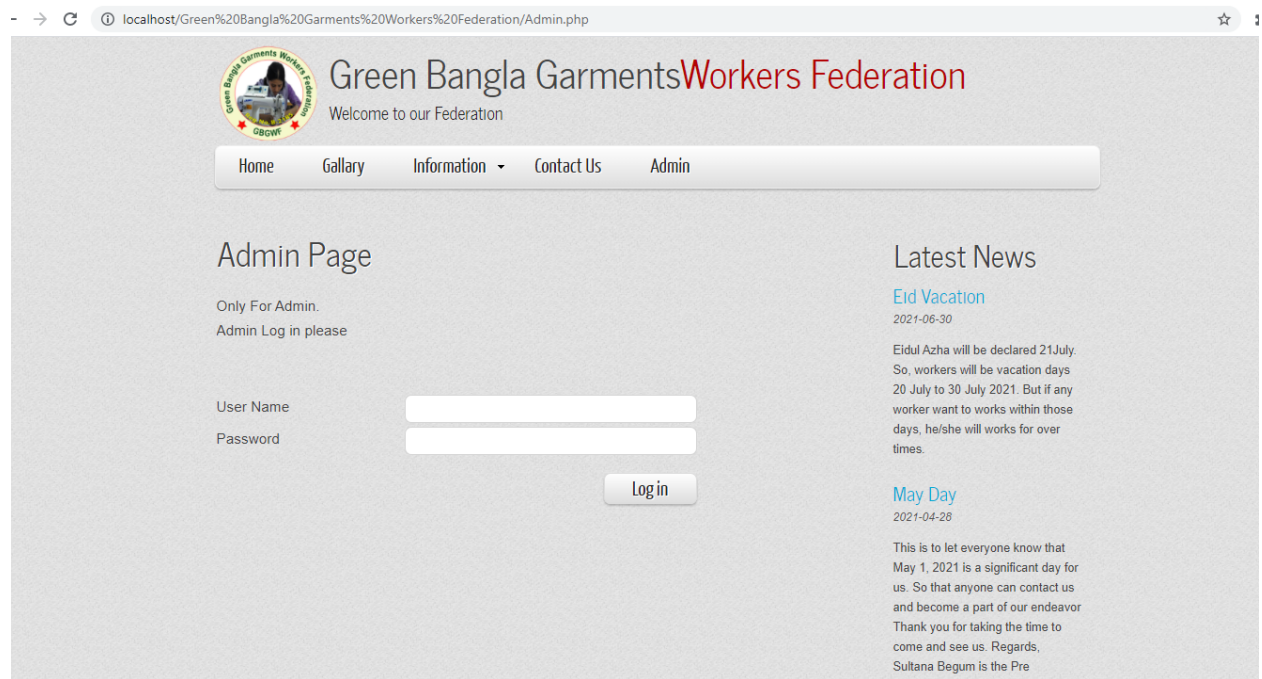 localhost/Green%20Bangla%20Garments%20Workers%20Federation/Admin.php
Green Bangla Garments Workers Federation
GBGWF
Green Bangla GarmentsWorkers Federation
Welcome to our Federation
Home Gallary Information Contact Us Admin
Admin Page
Only For Admin.
Admin Log in please
User Name
Password
Log in
Latest News
Eid Vacation
2021-06-30
Eidul Azha will be declared 21July.
So, workers will be vacation days
20 July to 30 July 2021. But if any
worker want to works within those
days, he/she will works for over
times.
May Day
2021-04-28
This is to let everyone know that
May 1, 2021 is a significant day for
us. So that anyone can contact us
and become a part of our endeavor
Thank you for taking the time to
come and see us. Regards,
Sultana Begum is the Pre